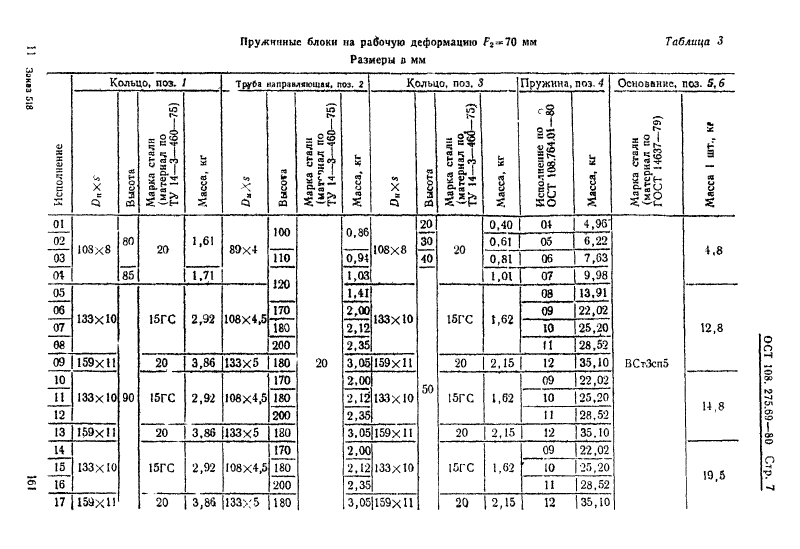 Пружинные блоки на рабочую деформацию F₂=70 мм
Таблица 3
Размеры в мм
11 Заказ 518
Исполнение | Кольцо, поз. 1 | Труба направляющая, поз. 2 | Кольцо, поз. 3 | Пружина, поз. 4 | Основание, поз. 5, 6
Dн×s | Высота | Марка стали (материал по ТУ 14—3—460—75) | Масса, кг | Dн×s | Высота | Марка стали (материал по ТУ 14—3—460—75) | Масса, кг | Dн×s | Высота | Марка стали (материал по ТУ 14—3—460—75) | Масса, кг | Исполнение по ОСТ 108.764.01—80 | Масса, кг | Марка стали (материал по ГОСТ 14637—79) | Масса 1 шт., кг
01 | 108×8 | 80 | 20 | 1,61 | 89×4 | 100 | 20 | 0,86 | 108×8 | 20 | 20 | 0,40 | 04 | 4,96 | ВСт3сп5 | 4,8
02 | 30 | 0,61 | 05 | 6,22
03 | 110 | 0,94 | 40 | 0,81 | 06 | 7,63
04 | 85 | 1,71 | 120 | 1,03 | 50 | 1,01 | 07 | 9,98
05 | 133×10 | 90 | 15ГС | 2,92 | 108×4,5 | 1,41 | 133×10 | 15ГС | 1,62 | 08 | 13,91 | 12,8
06 | 170 | 2,00 | 09 | 22,02
07 | 180 | 2,12 | 10 | 25,20
08 | 200 | 2,35 | 11 | 28,52
09 | 159×11 | 20 | 3,86 | 133×5 | 180 | 3,05 | 159×11 | 20 | 2,15 | 12 | 35,10
10 | 133×10 | 15ГС | 2,92 | 108×4,5 | 170 | 2,00 | 133×10 | 15ГС | 1,62 | 09 | 22,02 | 14,8
11 | 180 | 2,12 | 10 | 25,20
12 | 200 | 2,35 | 11 | 28,52
13 | 159×11 | 20 | 3,86 | 133×5 | 180 | 3,05 | 159×11 | 20 | 2,15 | 12 | 35,10
14 | 133×10 | 15ГС | 2,92 | 108×4,5 | 170 | 2,00 | 133×10 | 15ГС | 1,62 | 09 | 22,02 | 19,5
15 | 180 | 2,12 | 10 | 25,20
16 | 200 | 2,35 | 11 | 28,52
17 | 159×11 | 20 | 3,86 | 133×5 | 180 | 3,05 | 159×11 | 20 | 2,15 | 12 | 35,10
ОСТ 108.275.69—80 Стр. 7
161